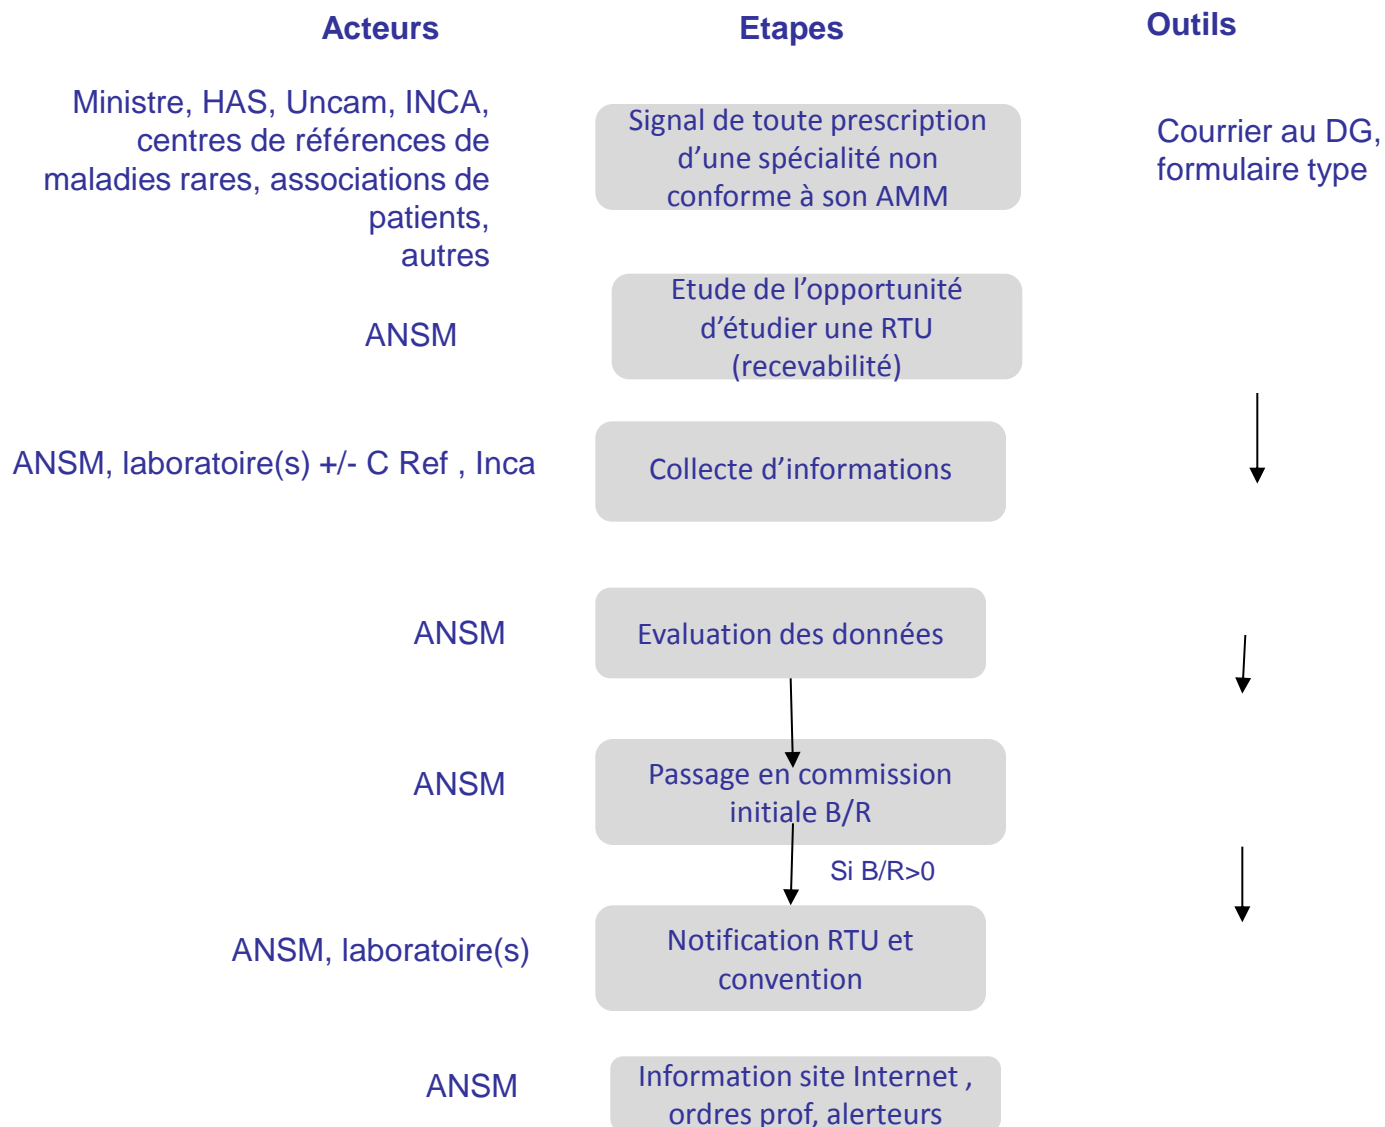 Acteurs
Etapes
Outils
Ministre, HAS, Uncam, INCA,
centres de références de
maladies rares, associations de
patients,
autres
Signal de toute prescription
d’une spécialité non
conforme à son AMM
Courrier au DG,
formulaire type
ANSM
Etude de l’opportunité
d’étudier une RTU
(recevabilité)
ANSM, laboratoire(s) +/- C Ref , Inca
Collecte d’informations
ANSM
Evaluation des données
ANSM
Passage en commission
initiale B/R
Si B/R>0
ANSM, laboratoire(s)
Notification RTU et
convention
ANSM
Information site Internet ,
ordres prof, alerteurs